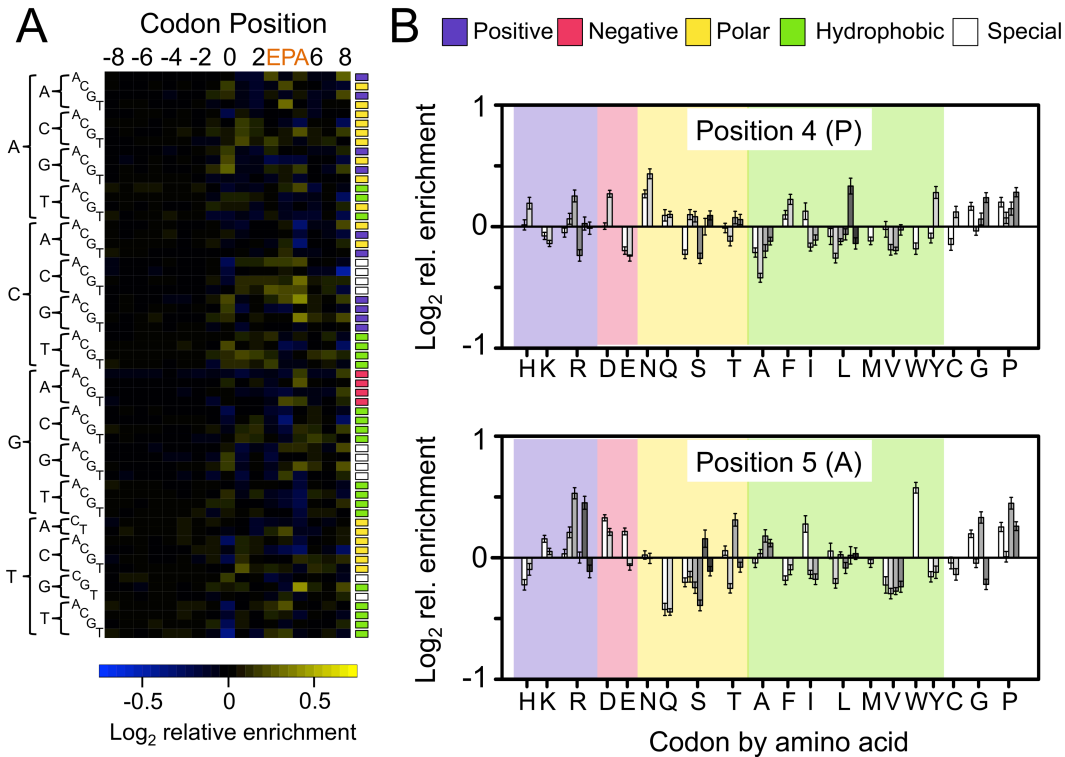 A
Codon Position
-8 -6 -4 -2 0 2 E P A 6 8
A
A
A
C
G
T
C
A
C
G
T
G
A
C
G
T
T
A
C
G
T
C
A
A
C
G
T
C
A
C
G
T
G
A
C
G
T
T
A
C
G
T
G
A
A
C
G
T
C
A
C
G
T
G
A
C
G
T
T
A
C
G
T
T
A
C
T
C
A
C
G
T
G
C
G
T
T
A
C
G
T
-0.5 0 0.5
Log2 relative enrichment
B
Positive Negative Polar Hydrophobic Special
Position 4 (P)
Log2 rel. enrichment
1
0
-1
H K R D E N Q S T A F I L M V W Y C G P
Position 5 (A)
Log2 rel. enrichment
1
0
-1
H K R D E N Q S T A F I L M V W Y C G P
Codon by amino acid